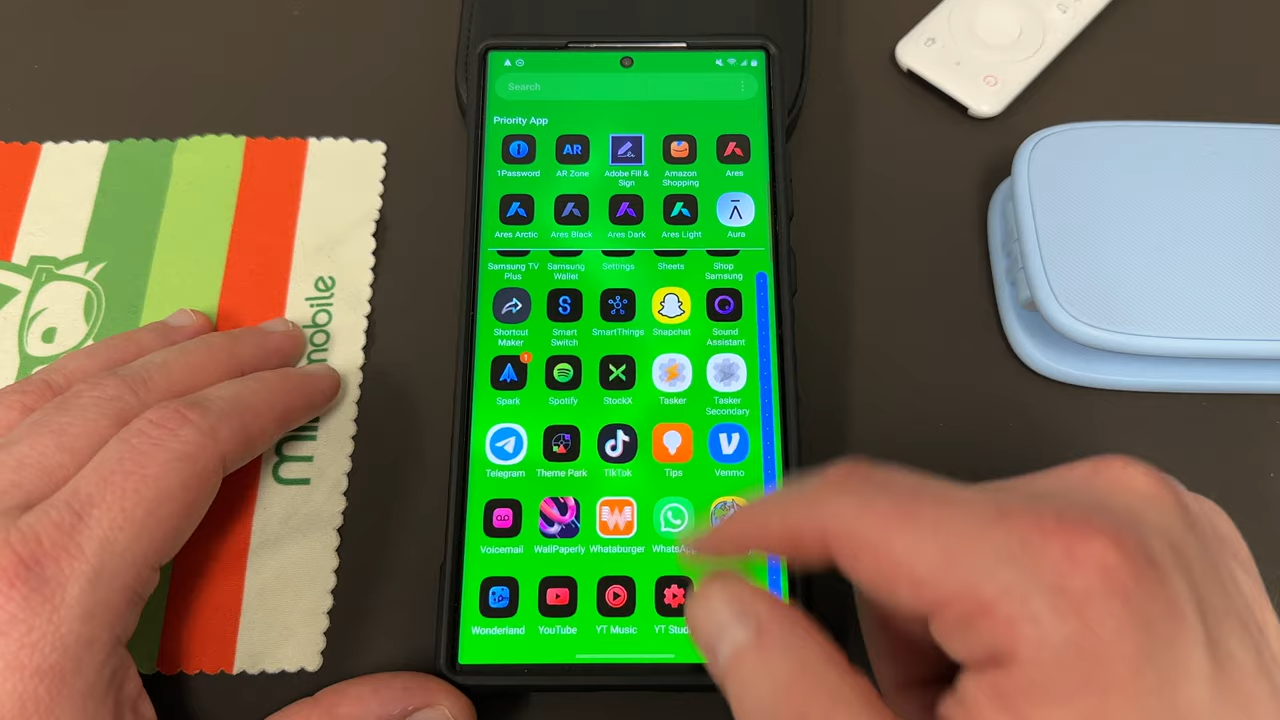 Search
Priority App
1Password
AR Zone
Adobe Fill &
Sign
Amazon
Shopping
Ares
Ares Arctic
Ares Black
Ares Dark
Ares Light
Aura
Samsung TV
Plus
Samsung
Wallet
Settings
Sheets
Shop
Samsung
Shortcut
Maker
Smart
Switch
SmartThings
Snapchat
Sound
Assistant
1
Spark
Spotify
StockX
Tasker
Tasker
Secondary
Telegram
Theme Park
TikTok
Tips
Venmo
Voicemail
WallPaperly
Whataburger
Wonderland
YouTube
YT Music
AR
mobile